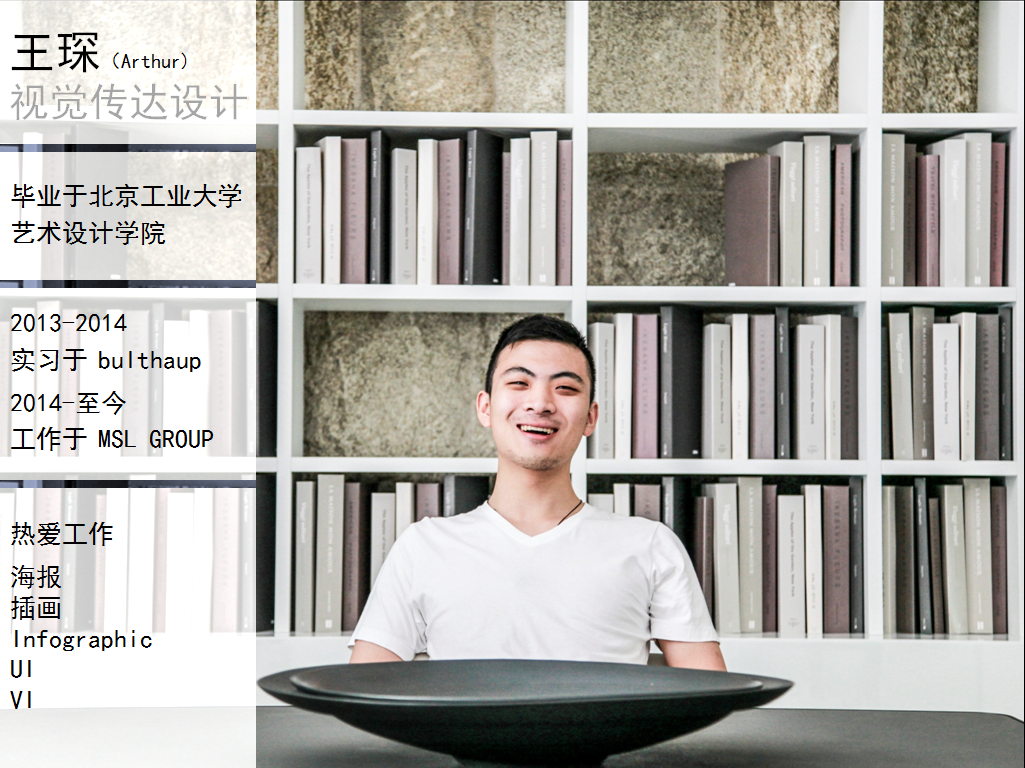 王琛（Arthur）
视觉传达设计
毕业于北京工业大学
艺术设计学院
2013-2014
实习于 bulthaup
2014-至今
工作于 MSL GROUP
热爱工作
海报
插画
Infographic
UI
VI